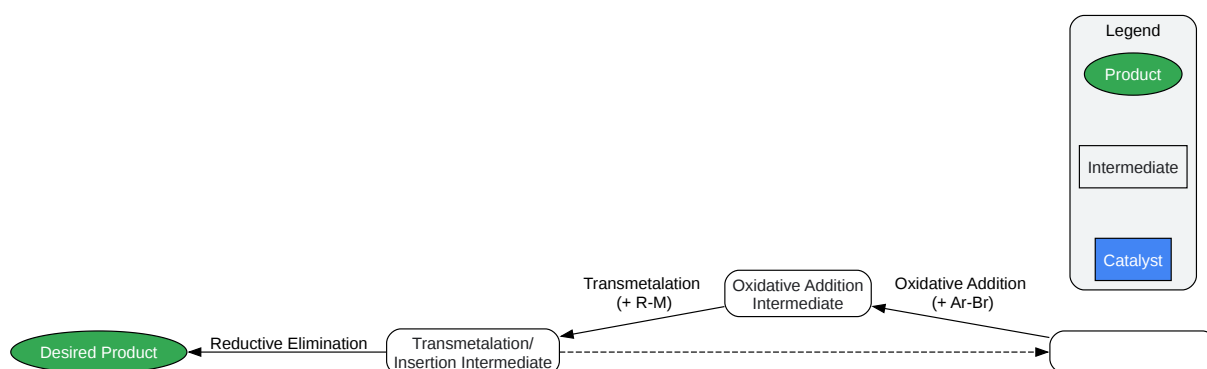 Legend
Product
Intermediate
Catalyst
Transmetalation
(+ R-M)
Oxidative Addition
Intermediate
Oxidative Addition
(+ Ar-Br)
Desired Product
Reductive Elimination
Transmetalation/
Insertion Intermediate